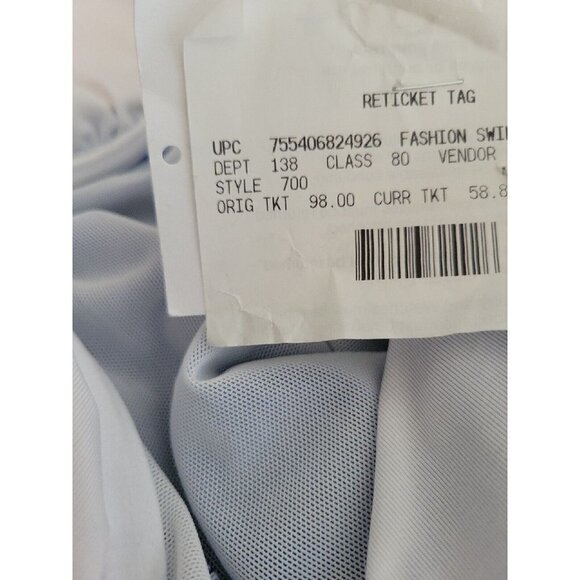 RETICKET TAG
UPC 755406824926 FASHION
DEPT 138 CLASS 80 VENDOR
STYLE 700
ORIG TKT 98.00 CURR TKT 58.8